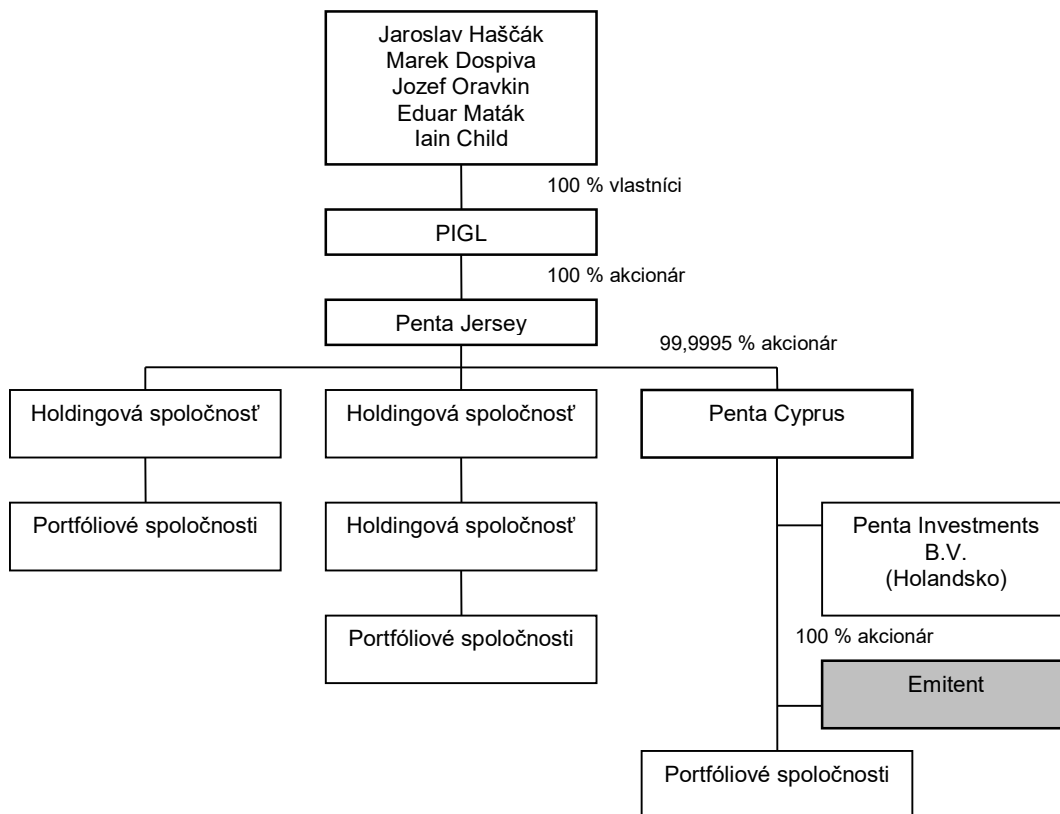 Jaroslav Haščák
Marek Dospiva
Jozef Oravkin
Eduar Maták
Iain Child
100 % vlastníci
PIGL
100 % akcionár
Penta Jersey
99,9995 % akcionár
Holdingová spoločnosť
Holdingová spoločnosť
Penta Cyprus
Portfóliové spoločnosti
Holdingová spoločnosť
Penta Investments
B.V.
(Holandsko)
Portfóliové spoločnosti
100 % akcionár
Emitent
Portfóliové spoločnosti